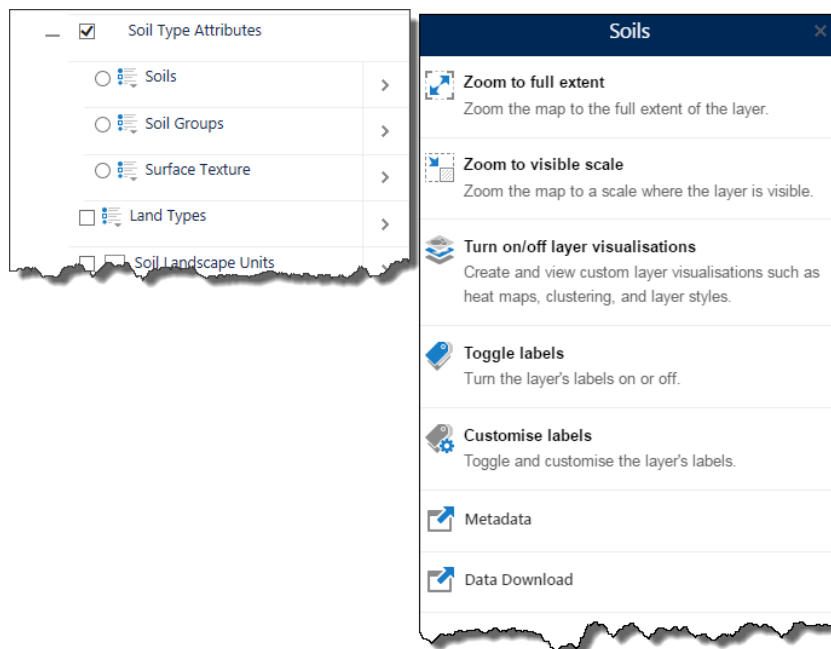 Soil Type Attributes
Soils
Soil Groups
Surface Texture
Land Types
Soil Landscape Units
Soils
Zoom to full extent
Zoom the map to the full extent of the layer.
Zoom to visible scale
Zoom the map to a scale where the layer is visible.
Turn on/off layer visualisations
Create and view custom layer visualisations such as
heat maps, clustering, and layer styles.
Toggle labels
Turn the layer's labels on or off.
Customise labels
Toggle and customise the layer's labels.
Metadata
Data Download